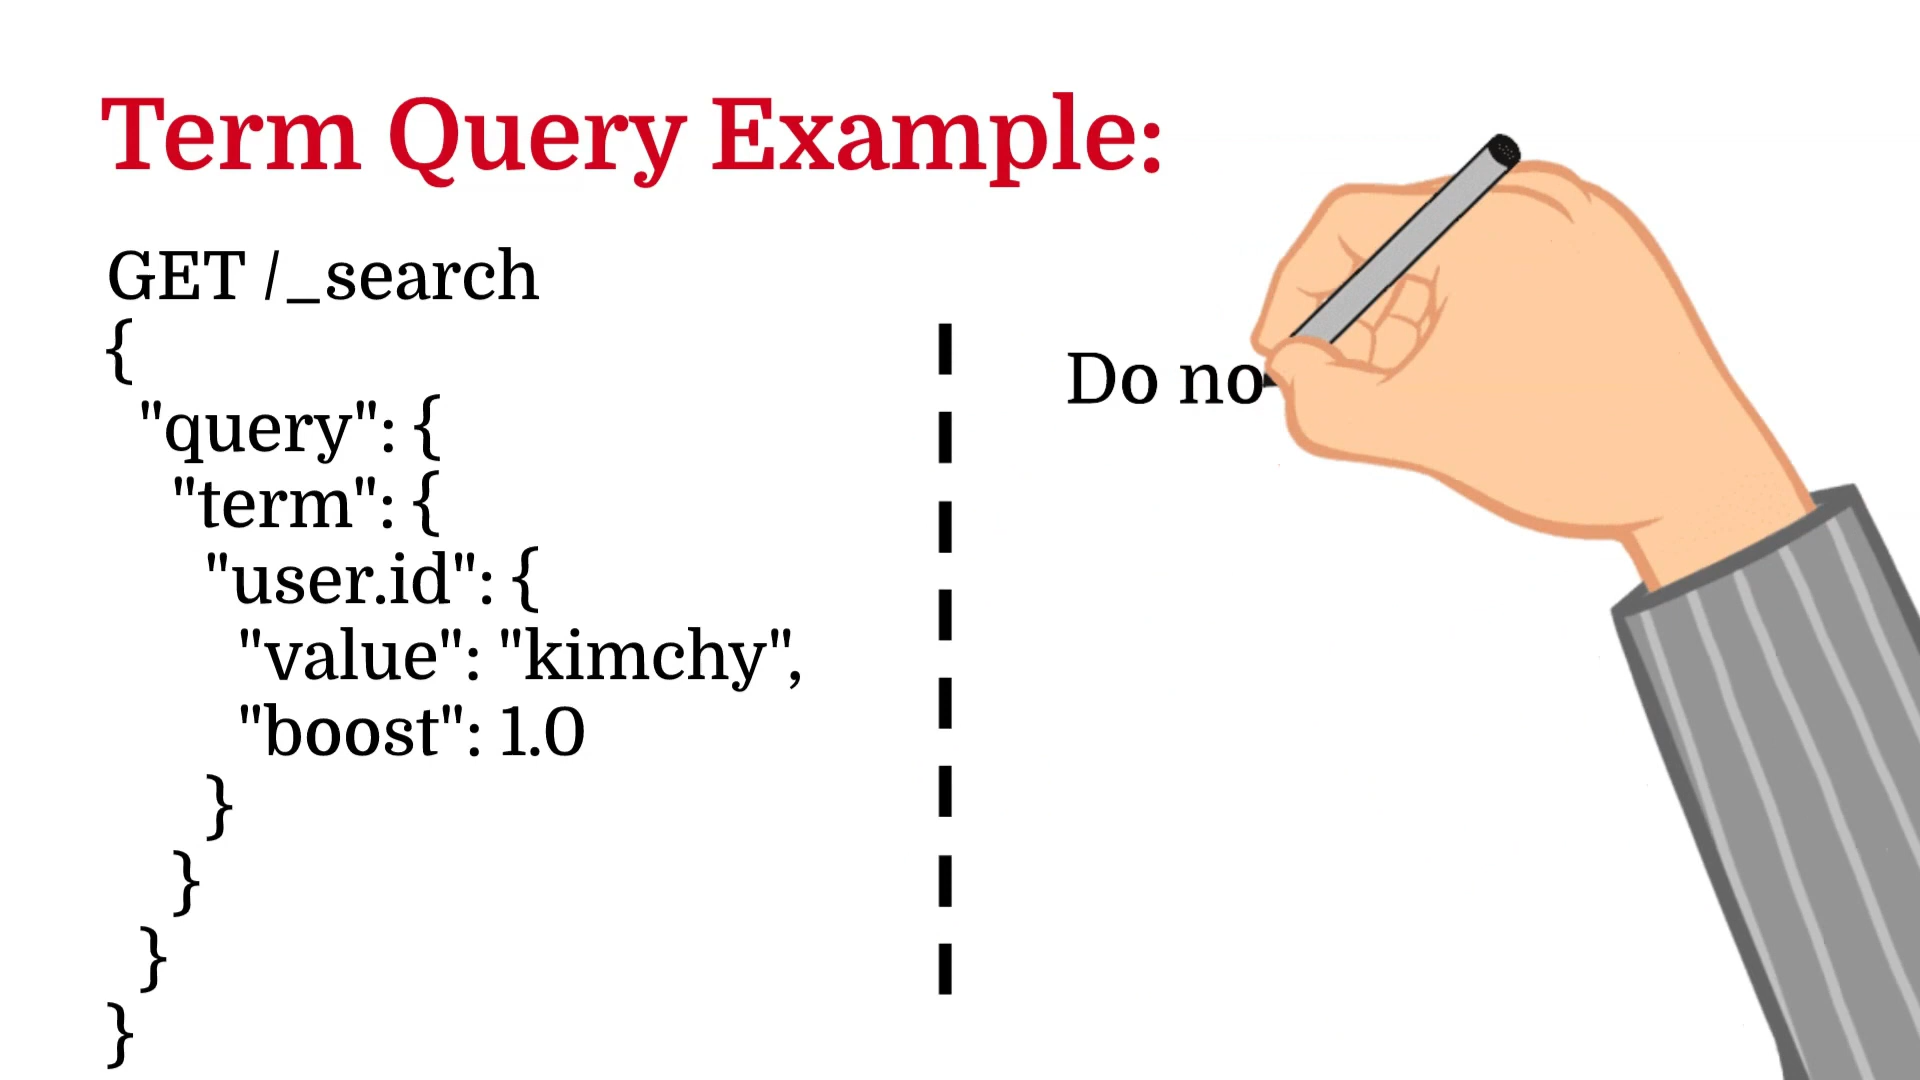 Term Query Example:
GET /_search
{
"query": {
"term": {
"user.id": {
"value": "kimchy",
"boost": 1.0
}
}
}
}
Do no